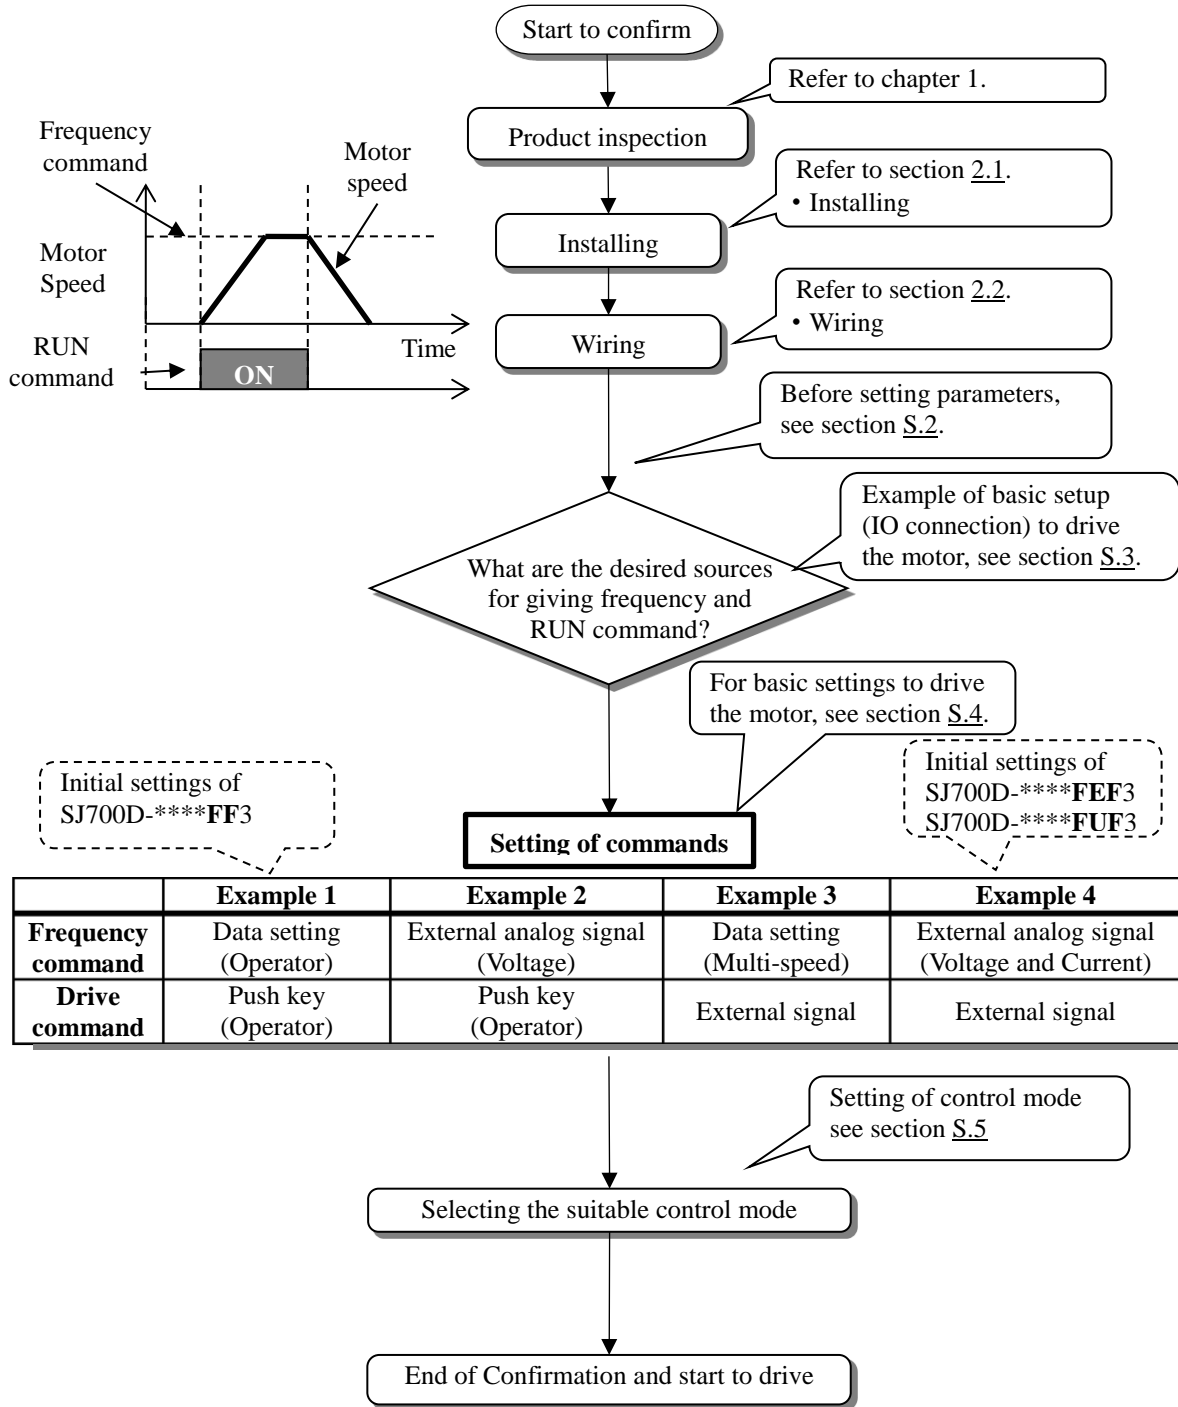 Start to confirm
Refer to chapter 1.
Product inspection
Frequency
command
Motor
speed
Motor
Speed
RUN
command
ON
Time
Refer to section 2.1.
• Installing
Installing
Refer to section 2.2.
• Wiring
Wiring
Before setting parameters,
see section S.2.
Example of basic setup
(IO connection) to drive
the motor, see section S.3.
What are the desired sources
for giving frequency and
RUN command?
For basic settings to drive
the motor, see section S.4.
Initial settings of
SJ700D-****FF3
Initial settings of
SJ700D-****FEF3
SJ700D-****FUF3
Setting of commands
Example 1 Example 2 Example 3 Example 4
Frequency
command
Data setting
(Operator)
External analog signal
(Voltage)
Data setting
(Multi-speed)
External analog signal
(Voltage and Current)
Drive
command
Push key
(Operator)
Push key
(Operator)
External signal
External signal
Setting of control mode
see section S.5
Selecting the suitable control mode
End of Confirmation and start to drive